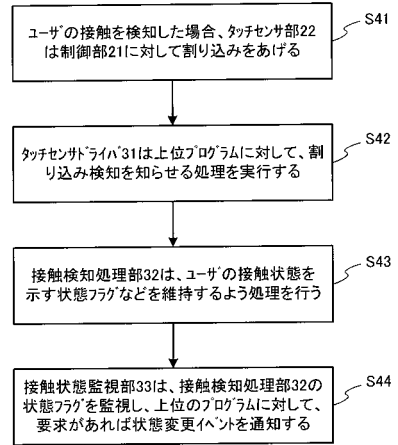 ユーザの接触を検知した場合、タッチセンサ部22
は制御部21に対して割り込みをあげる
S41
タッチセンサドライバ31は上位プログラムに対して、割
り込み検知を知らせる処理を実行する
S42
接触検知処理部32は、ユーザの接触状態を
示す状態フラグなどを維持するよう処理を行う
S43
接触状態監視部33は、接触検知処理部32の
状態フラグを監視し、上位のプログラムに対して、
要求があれば状態変更イベントを通知する
S44